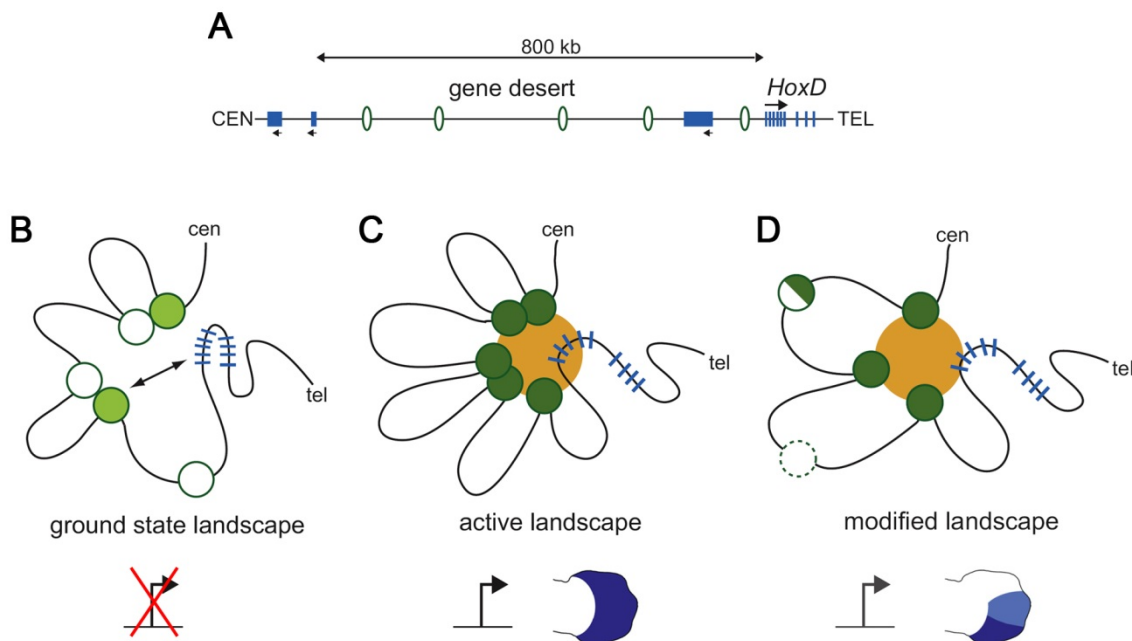 A
800 kb
gene desert
HoxD
CEN
TEL
B
cen
tel
ground state landscape
C
cen
tel
active landscape
D
cen
tel
modified landscape